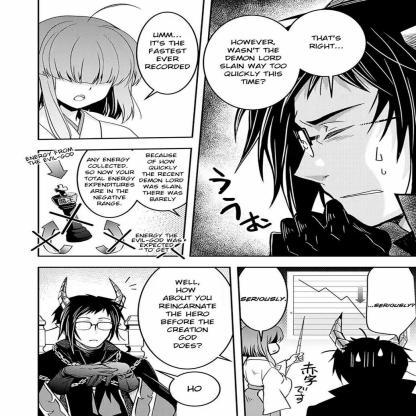 THAT'S
RIGHT...
HOWEVER,
WASN'T THE
DEMON LORD
SLAIN WAY TOO
QUICKLY THIS
TIME?
ううむ
UMM...
IT'S THE
FASTEST
EVER
RECORDED
BECAUSE
OF HOW
QUICKLY
THE RECENT
DEMON LORD
WAS SLAIN,
THERE WAS
BARELY
ANY ENERGY
COLLECTED,
SO NOW YOUR
TOTAL ENERGY
EXPENDITURES
ARE IN THE
NEGATIVE
RANGE.
ENERGY FROM
THE EVIL-GOD
ENERGY THE
EVIL-GOD WAS
EXPECTED
TO GET
...SERIOUSLY?
SERIOUSLY.
赤字です
WELL,
HOW
ABOUT YOU
REINCARNATE
THE HERO
BEFORE THE
CREATION
GOD
DOES?
HO